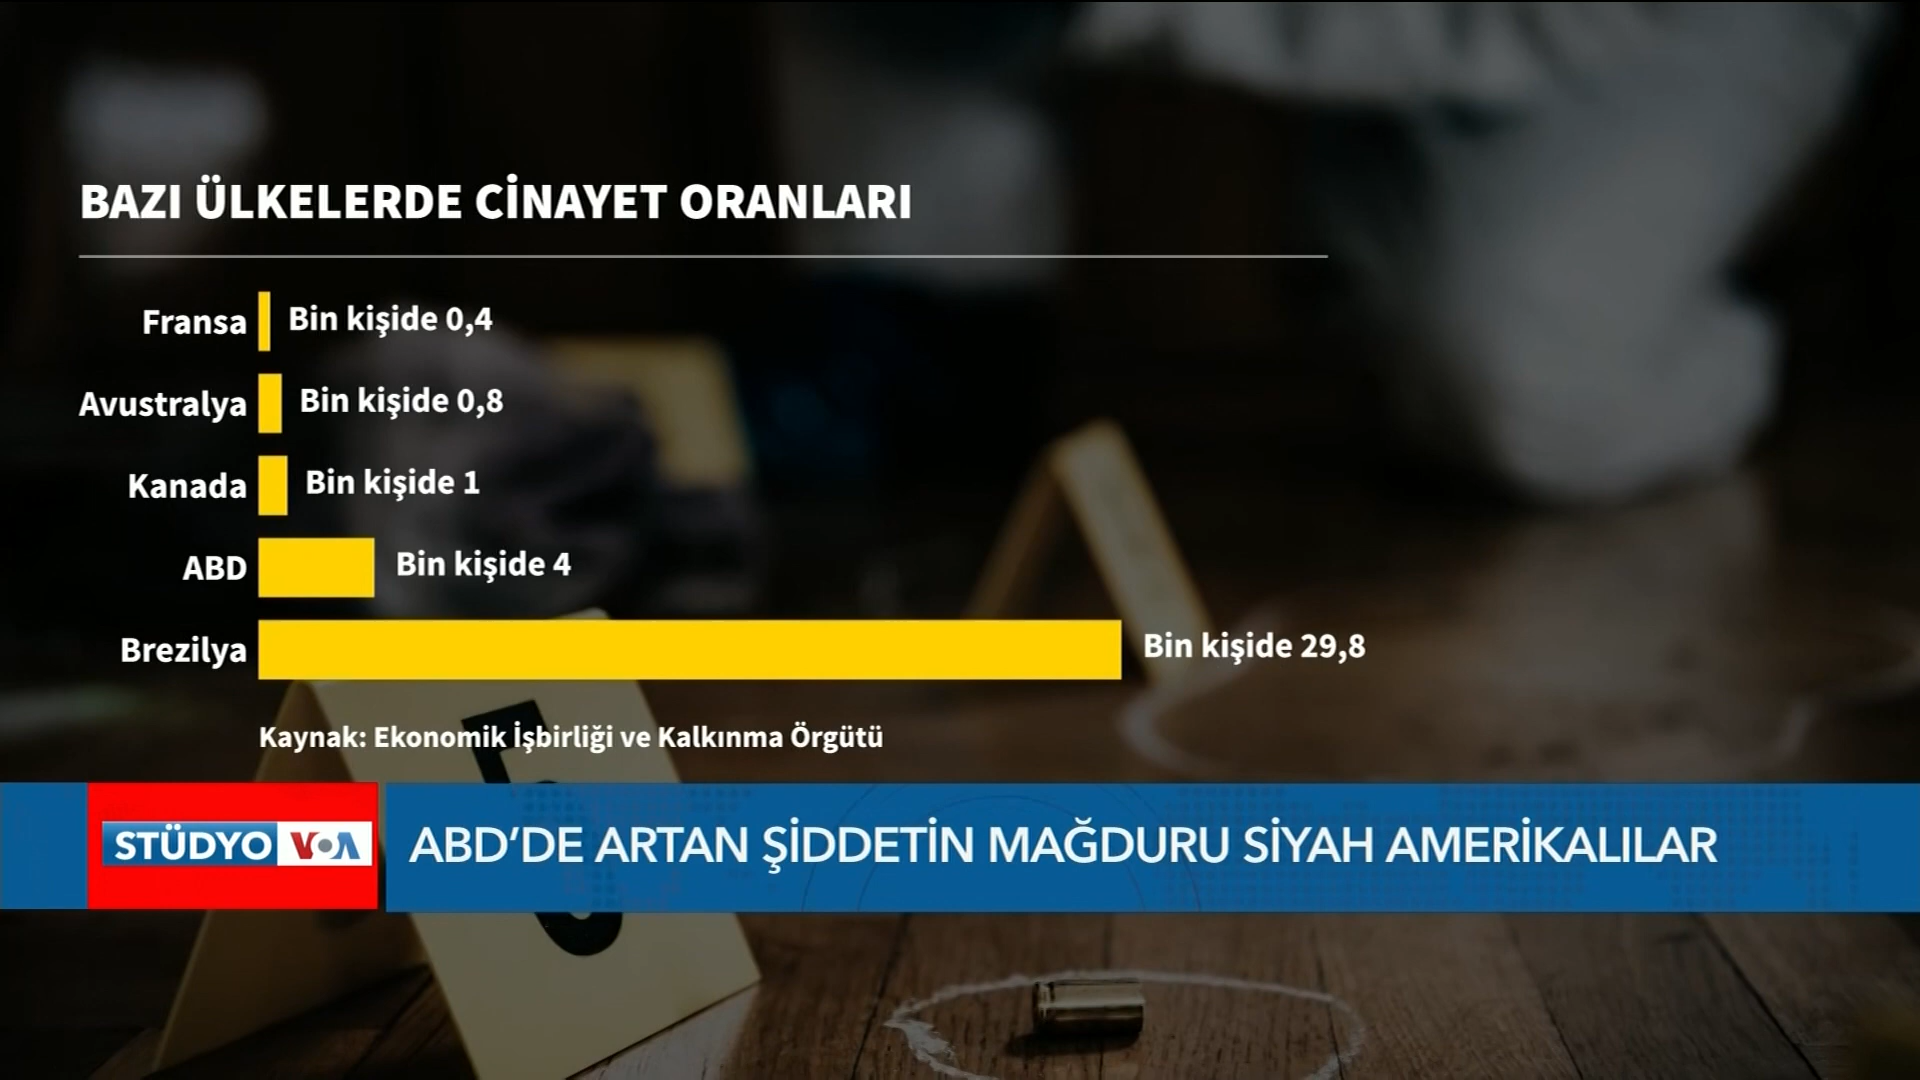 BAZI ÜLKELERDE CİNAYET ORANLARI
Fransa Bin kişide 0,4
Avustralya Bin kişide 0,8
Kanada Bin kişide 1
ABD Bin kişide 4
Brezilya Bin kişide 29,8
Kaynak: Ekonomik İşbirliği ve Kalkınma Örgütü
STÜDYO VOA
ABD'DE ARTAN ŞİDDETİN MAĞDURU SİYAH AMERİKALILAR
5